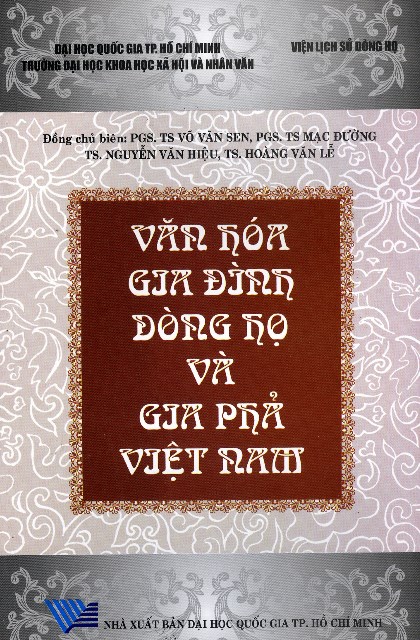 ĐẠI HỌC QUỐC GIA TP. HỒ CHÍ MINH
TRƯỜNG ĐẠI HỌC KHOA HỌC XÃ HỘI VÀ NHÂN VĂN
VIỆN LỊCH SỬ DÒNG HỌ
Đồng chủ biên: PGS. TS VÕ VĂN SEN, PGS. TS MẠC ĐƯỜNG
TS. NGUYỄN VĂN HIỆU, TS. HOÀNG VĂN LỄ
VĂN HÓA
GIA ĐÌNH
DÒNG HỌ
VÀ
GIA PHẢ
VIỆT NAM
NHÀ XUẤT BẢN ĐẠI HỌC QUỐC GIA TP. HỒ CHÍ MINH